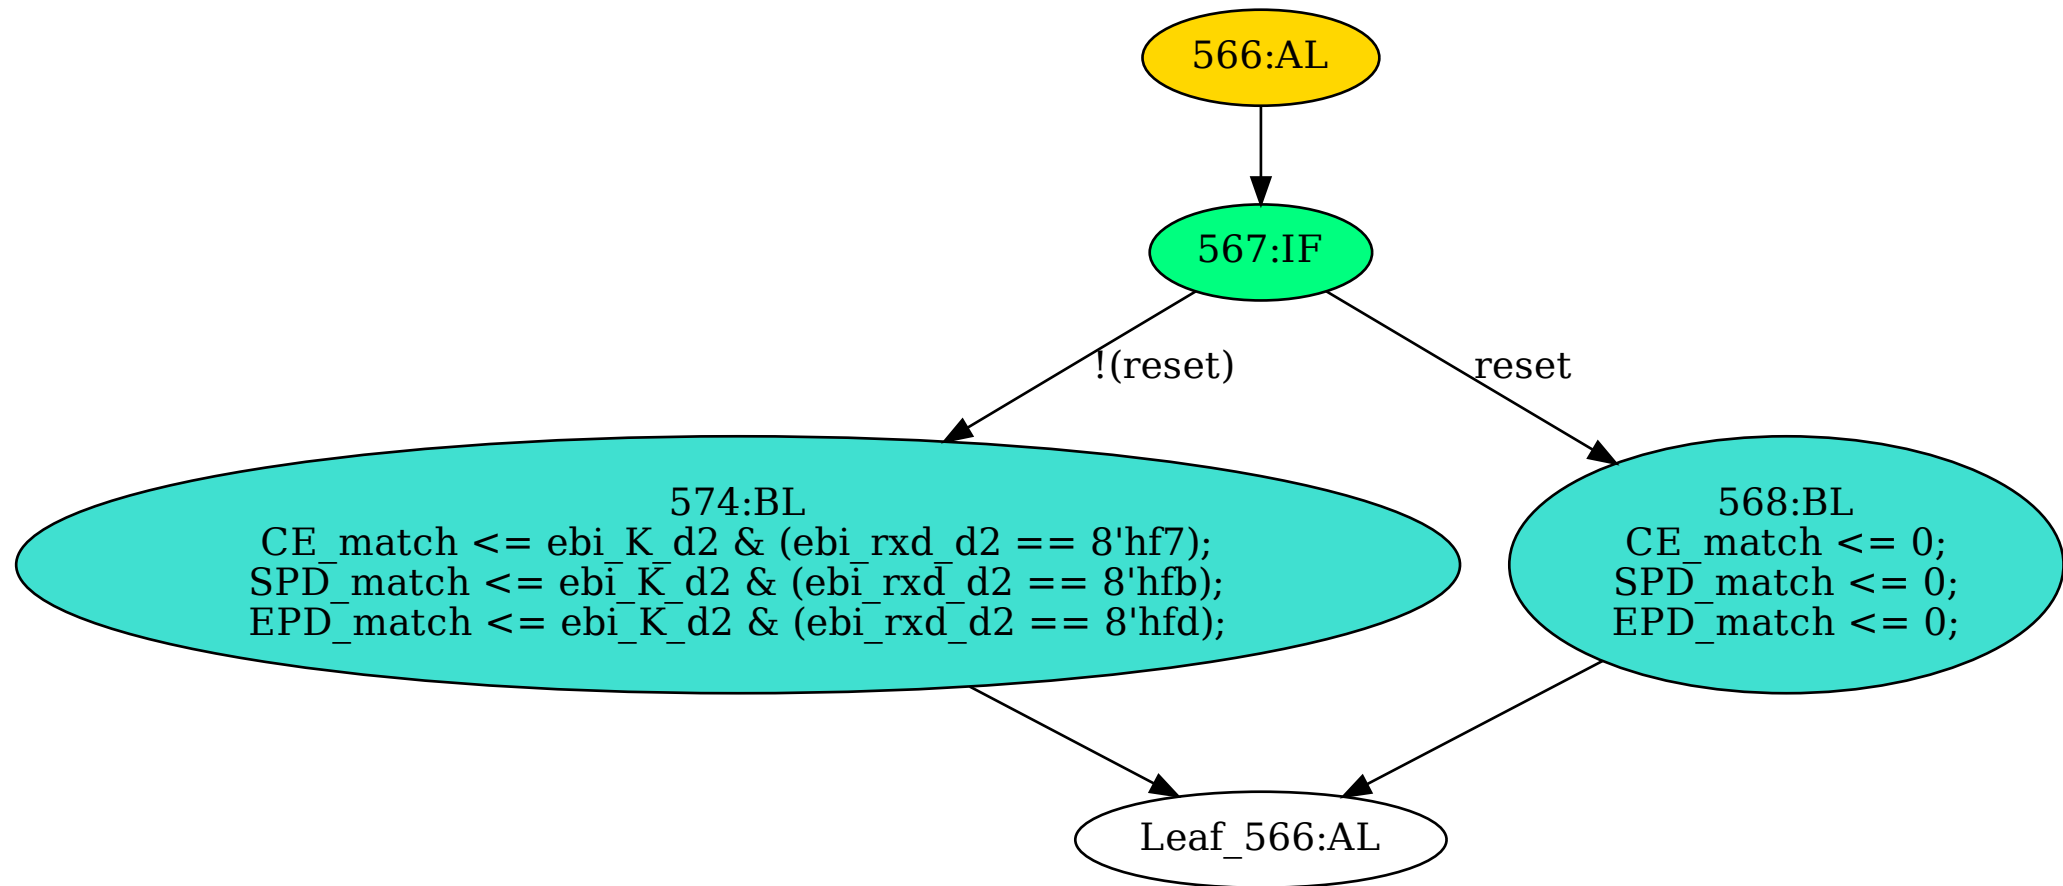 566:AL
567:IF
!(reset)
reset
574:BL
CE_match <= ebi_K_d2 & (ebi_rxd_d2 == 8'hf7);
SPD_match <= ebi_K_d2 & (ebi_rxd_d2 == 8'hfb);
EPD_match <= ebi_K_d2 & (ebi_rxd_d2 == 8'hfd);
568:BL
CE_match <= 0;
SPD_match <= 0;
EPD_match <= 0;
Leaf_566:AL